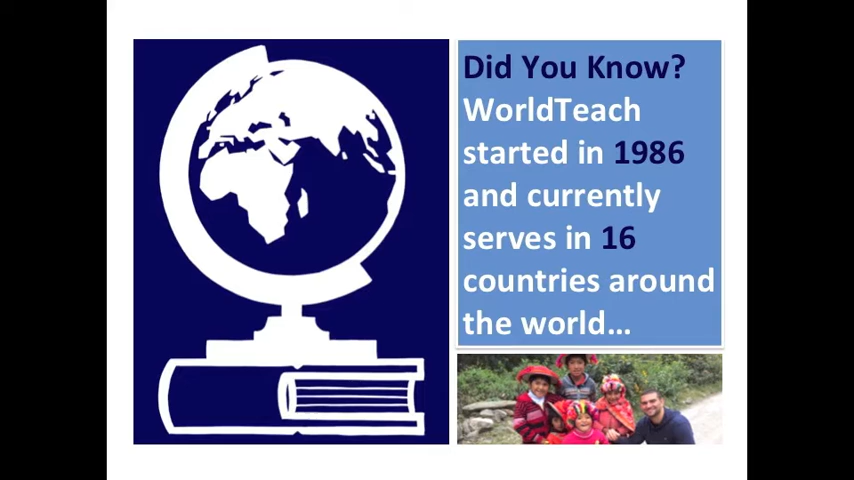 Did You Know?
WorldTeach
started in 1986
and currently
serves in 16
countries around
the world...